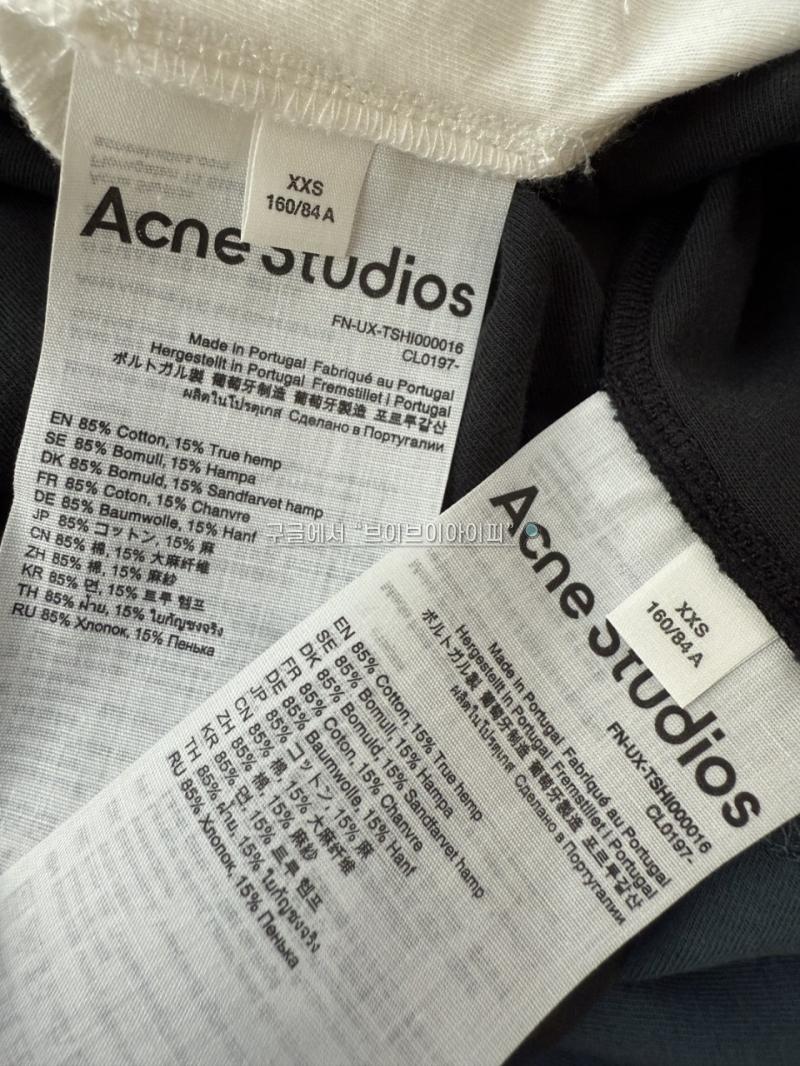 XXS
160/84 A
Acne Studios
FN-UX-TSHI000016
CL0197-
Made in Portugal Fabriqué au Portugal
Hergestellt in Portugal Fremstillet i Portugal
ポルトガル製 葡萄牙制造 葡萄牙製造 포르투갈산
ผลิตในโปรตุเกส Сделано в Португалии
EN 85% Cotton, 15% True hemp
SE 85% Bomull, 15% Hampa
DK 85% Bomuld, 15% Sandfarvet hamp
FR 85% Coton, 15% Chanvre
DE 85% Baumwolle, 15% Hanf
JP 85% コットン, 15% 麻
CN 85% 棉, 15% 大麻纤维
ZH 85% 棉, 15% 麻紗
KR 85% 면, 15% 트루 헴프
TH 85% ฝ้าย, 15% ใยกัญชงจริง
RU 85% Хлопок, 15% Пенька
구글에서 "브이브이아이피"
XXS
160/84 A
Acne Studios
FN-UX-TSHI000016
CL0197-
Made in Portugal Fabriqué au Portugal
Hergestellt in Portugal Fremstillet i Portugal
ポルトガル製 葡萄牙制造 葡萄牙製造 포르투갈산
ผลิตในโปรตุเกส Сделано в Португалии
EN 85% Cotton, 15% True hemp
SE 85% Bomull, 15% Hampa
DK 85% Bomuld, 15% Sandfarvet hamp
FR 85% Coton, 15% Chanvre
DE 85% Baumwolle, 15% Hanf
JP 85% コットン, 15% 麻
CN 85% 棉, 15% 大麻纤维
ZH 85% 棉, 15% 麻紗
KR 85% 면, 15% 트루 헴프
TH 85% ฝ้าย, 15% ใยกัญชงจริง
RU 85% Хлопок, 15% Пенька